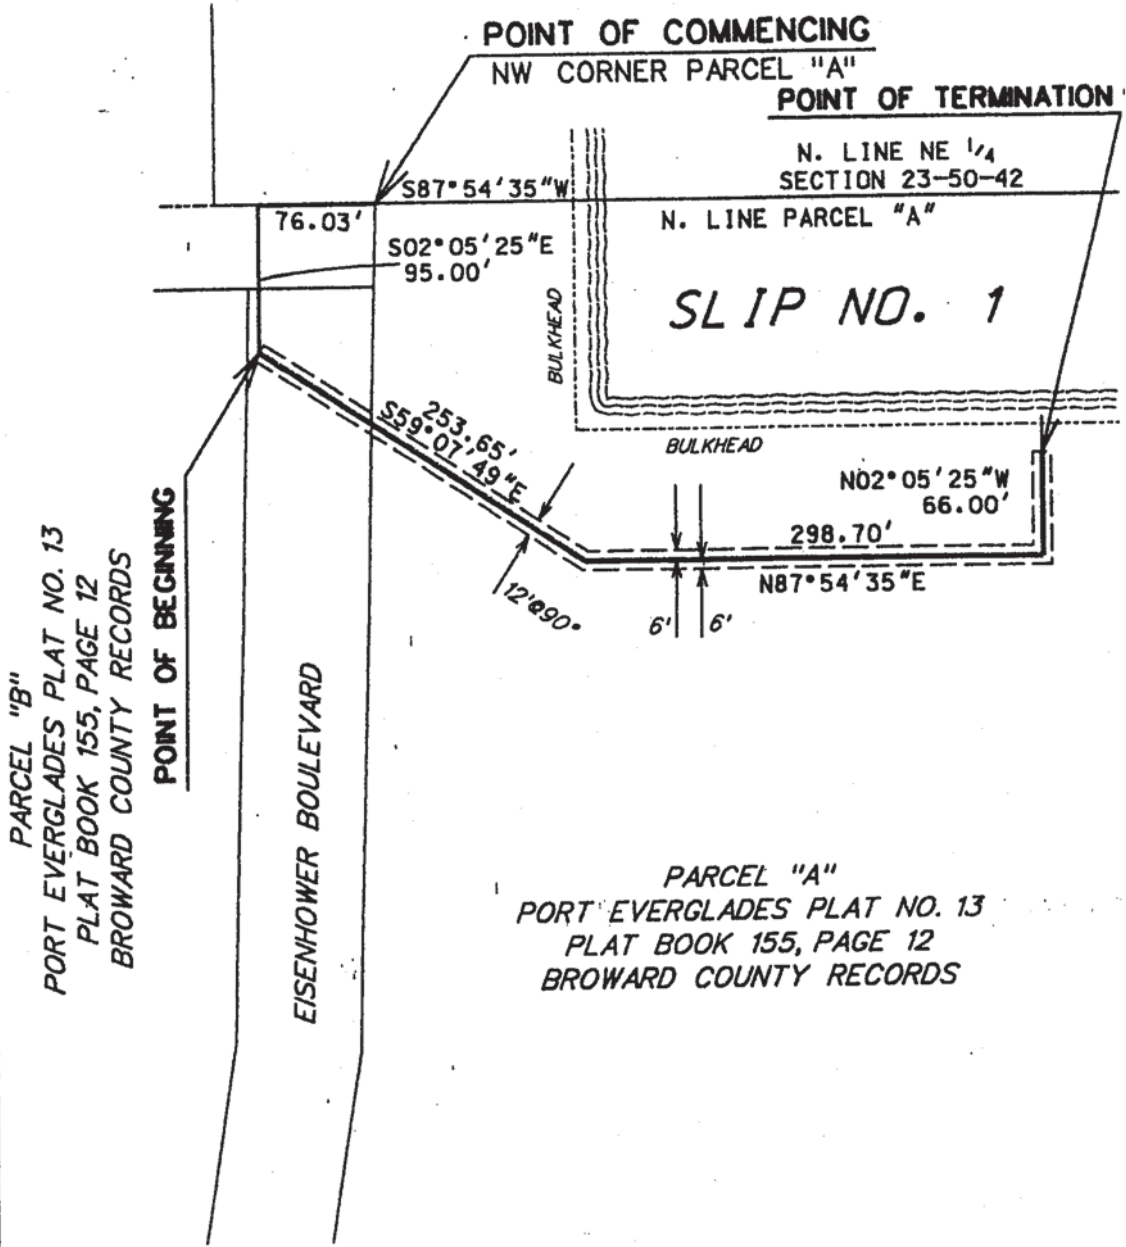 POINT OF COMMENCING
NW CORNER PARCEL "A"
POINT OF TERMINATION
N. LINE NE 1/4
SECTION 23-50-42
S87°54'35"W
76.03'
N. LINE PARCEL "A"
S02°05'25"E
95.00'
SLIP NO. 1
BULKHEAD
BULKHEAD
253.65'
S59°07'49"E
N02°05'25"W
66.00'
298.70'
N87°54'35"E
12'@90°
6'
6'
POINT OF BEGINNING
PARCEL "B"
PORT EVERGLADES PLAT NO. 13
PLAT BOOK 155, PAGE 12
BROWARD COUNTY RECORDS
EISENHOWER BOULEVARD
PARCEL "A"
PORT EVERGLADES PLAT NO. 13
PLAT BOOK 155, PAGE 12
BROWARD COUNTY RECORDS